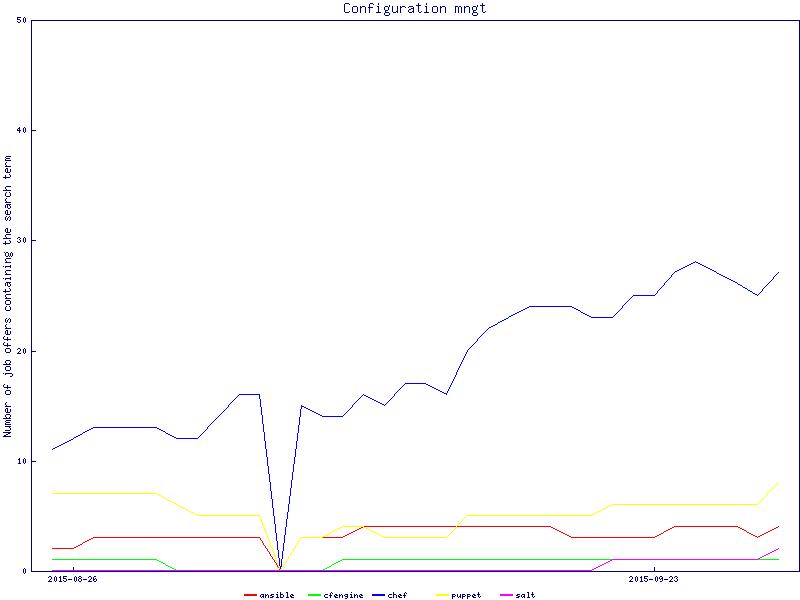 Configuration mngt
50
40
30
20
10
0
Number of job offers containing the search term
2015-08-26 2015-09-23
ansible cfengine chef puppet salt